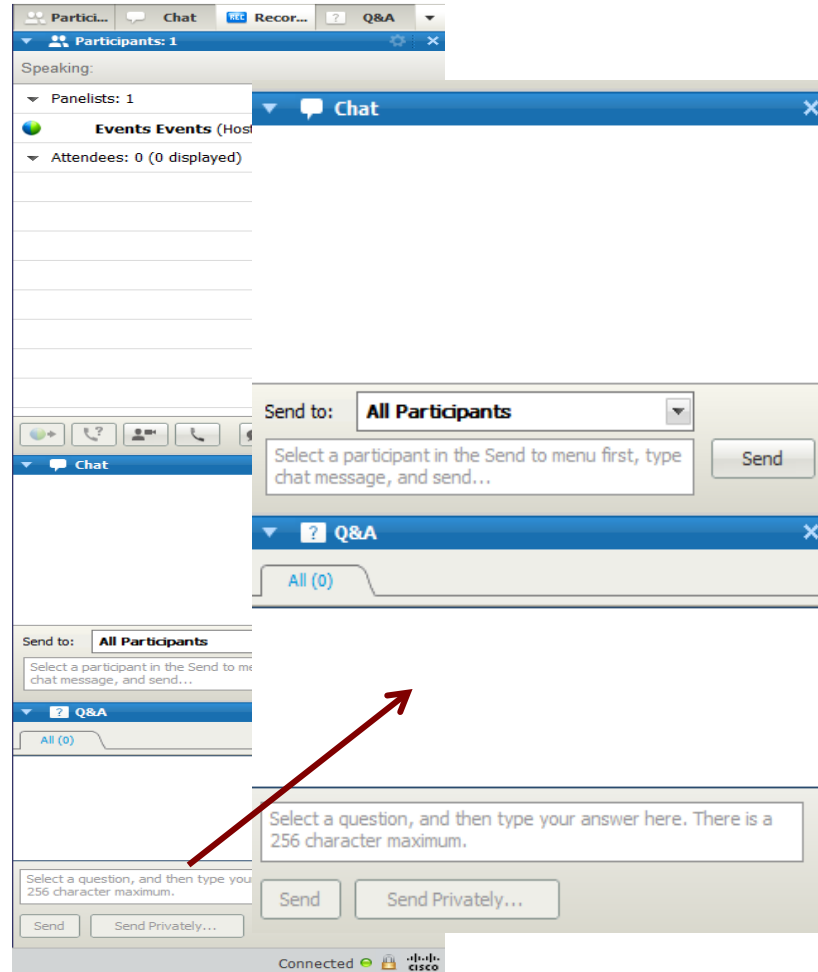 Partici...
Chat
REC Recor...
? Q&A
Participants: 1
Speaking:
Panelists: 1
Events Events (Host
Attendees: 0 (0 displayed)
Chat
Send to: All Participants
Select a participant in the Send to me
chat message, and send...
? Q&A
All (0)
Select a question, and then type you
256 character maximum.
Send
Send Privately...
Connected
cisco
Chat
Send to: All Participants
Select a participant in the Send to menu first, type
chat message, and send...
Send
? Q&A
All (0)
Select a question, and then type your answer here. There is a
256 character maximum.
Send
Send Privately...